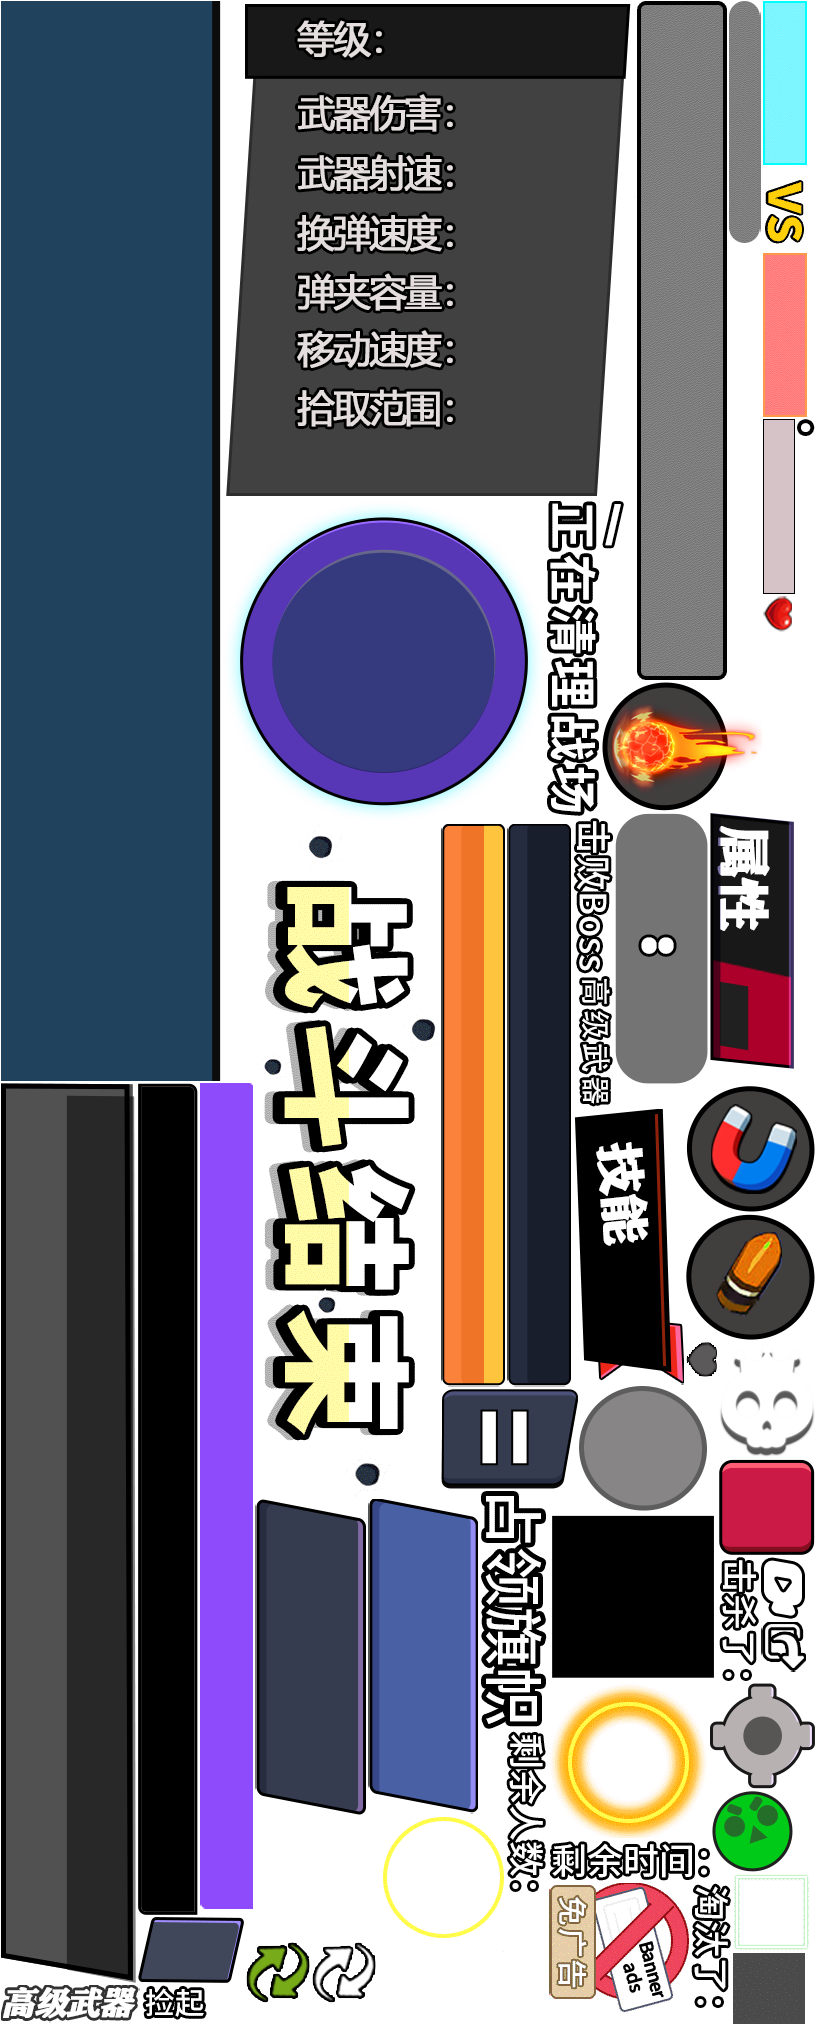 等级：
武器伤害：
武器射速：
换弹速度：
弹夹容量：
移动速度：
拾取范围：
VS
正在清理战场
击败Boss 高级武器
8
属性
技能
战斗结束
占领旗帜
击杀了：
剩余人数：
剩余时间：
淘汰了：
免广告
Banner
ads
高级武器
捡起